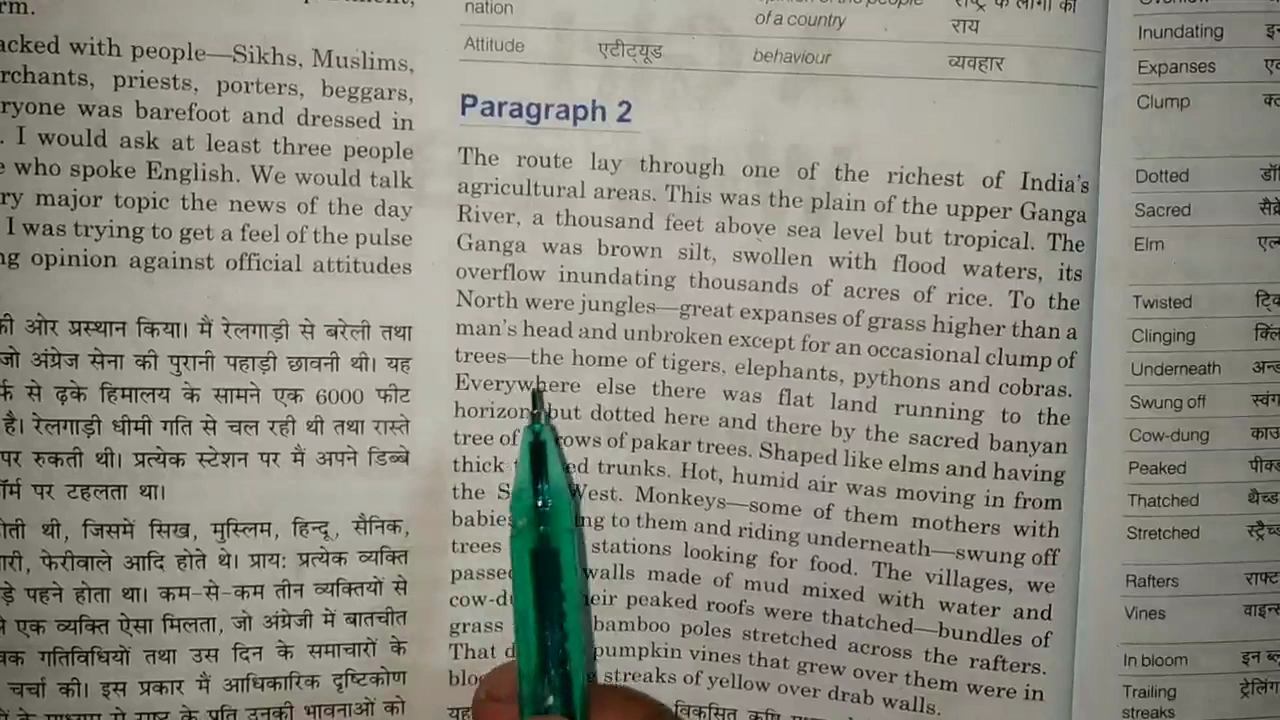 rm.
acked with people—Sikhs, Muslims,
rchants, priests, porters, beggars,
ryone was barefoot and dressed in
. I would ask at least three people
e who spoke English. We would talk
ry major topic the news of the day
I was trying to get a feel of the pulse
ng opinion against official attitudes
की ओर प्रस्थान किया। मैं रेलगाड़ी से बरेली तथा
जो अंग्रेज सेना की पुरानी पहाड़ी छावनी थी। यह
र्फ से ढ़के हिमालय के सामने एक 6000 फीट
है। रेलगाड़ी धीमी गति से चल रही थी तथा रास्ते
पर रुकती थी। प्रत्येक स्टेशन पर मैं अपने डिब्बे
फॉर्म पर टहलता था।
होती थी, जिसमें सिख, मुस्लिम, हिन्दू, सैनिक,
ारी, फेरीवाले आदि होते थे। प्राय: प्रत्येक व्यक्ति
ड़े पहने होता था। कम-से-कम तीन व्यक्तियों से
एक व्यक्ति ऐसा मिलता, जो अंग्रेजी में बातचीत
गतिविधियों तथा उस दिन के समाचारों के
चर्चा की। इस प्रकार मैं आधिकारिक दृष्टिकोण
उनकी भावनाओं को
nation of a country राय
Attitude एटीट्यूड behaviour व्यवहार
Paragraph 2
The route lay through one of the richest of India's
agricultural areas. This was the plain of the upper Ganga
River, a thousand feet above sea level but tropical. The
Ganga was brown silt, swollen with flood waters, its
overflow inundating thousands of acres of rice. To the
North were jungles—great expanses of grass higher than a
man's head and unbroken except for an occasional clump of
trees—the home of tigers, elephants, pythons and cobras.
Everywhere else there was flat land running to the
horizon but dotted here and there by the sacred banyan
tree of rows of pakar trees. Shaped like elms and having
thick ed trunks. Hot, humid air was moving in from
the S West. Monkeys—some of them mothers with
babies ng to them and riding underneath—swung off
trees stations looking for food. The villages, we
passed walls made of mud mixed with water and
cow-du eir peaked roofs were thatched—bundles of
grass bamboo poles stretched across the rafters.
That d pumpkin vines that grew over them were in
bloo streaks of yellow over drab walls.
विकसित
Inundating
Expanses
Clump
Dotted
Sacred
Elm
Twisted
Clinging
Underneath
Swung off
Cow-dung
Peaked
Thatched
Stretched
Rafters
Vines
In bloom
Trailing
streaks